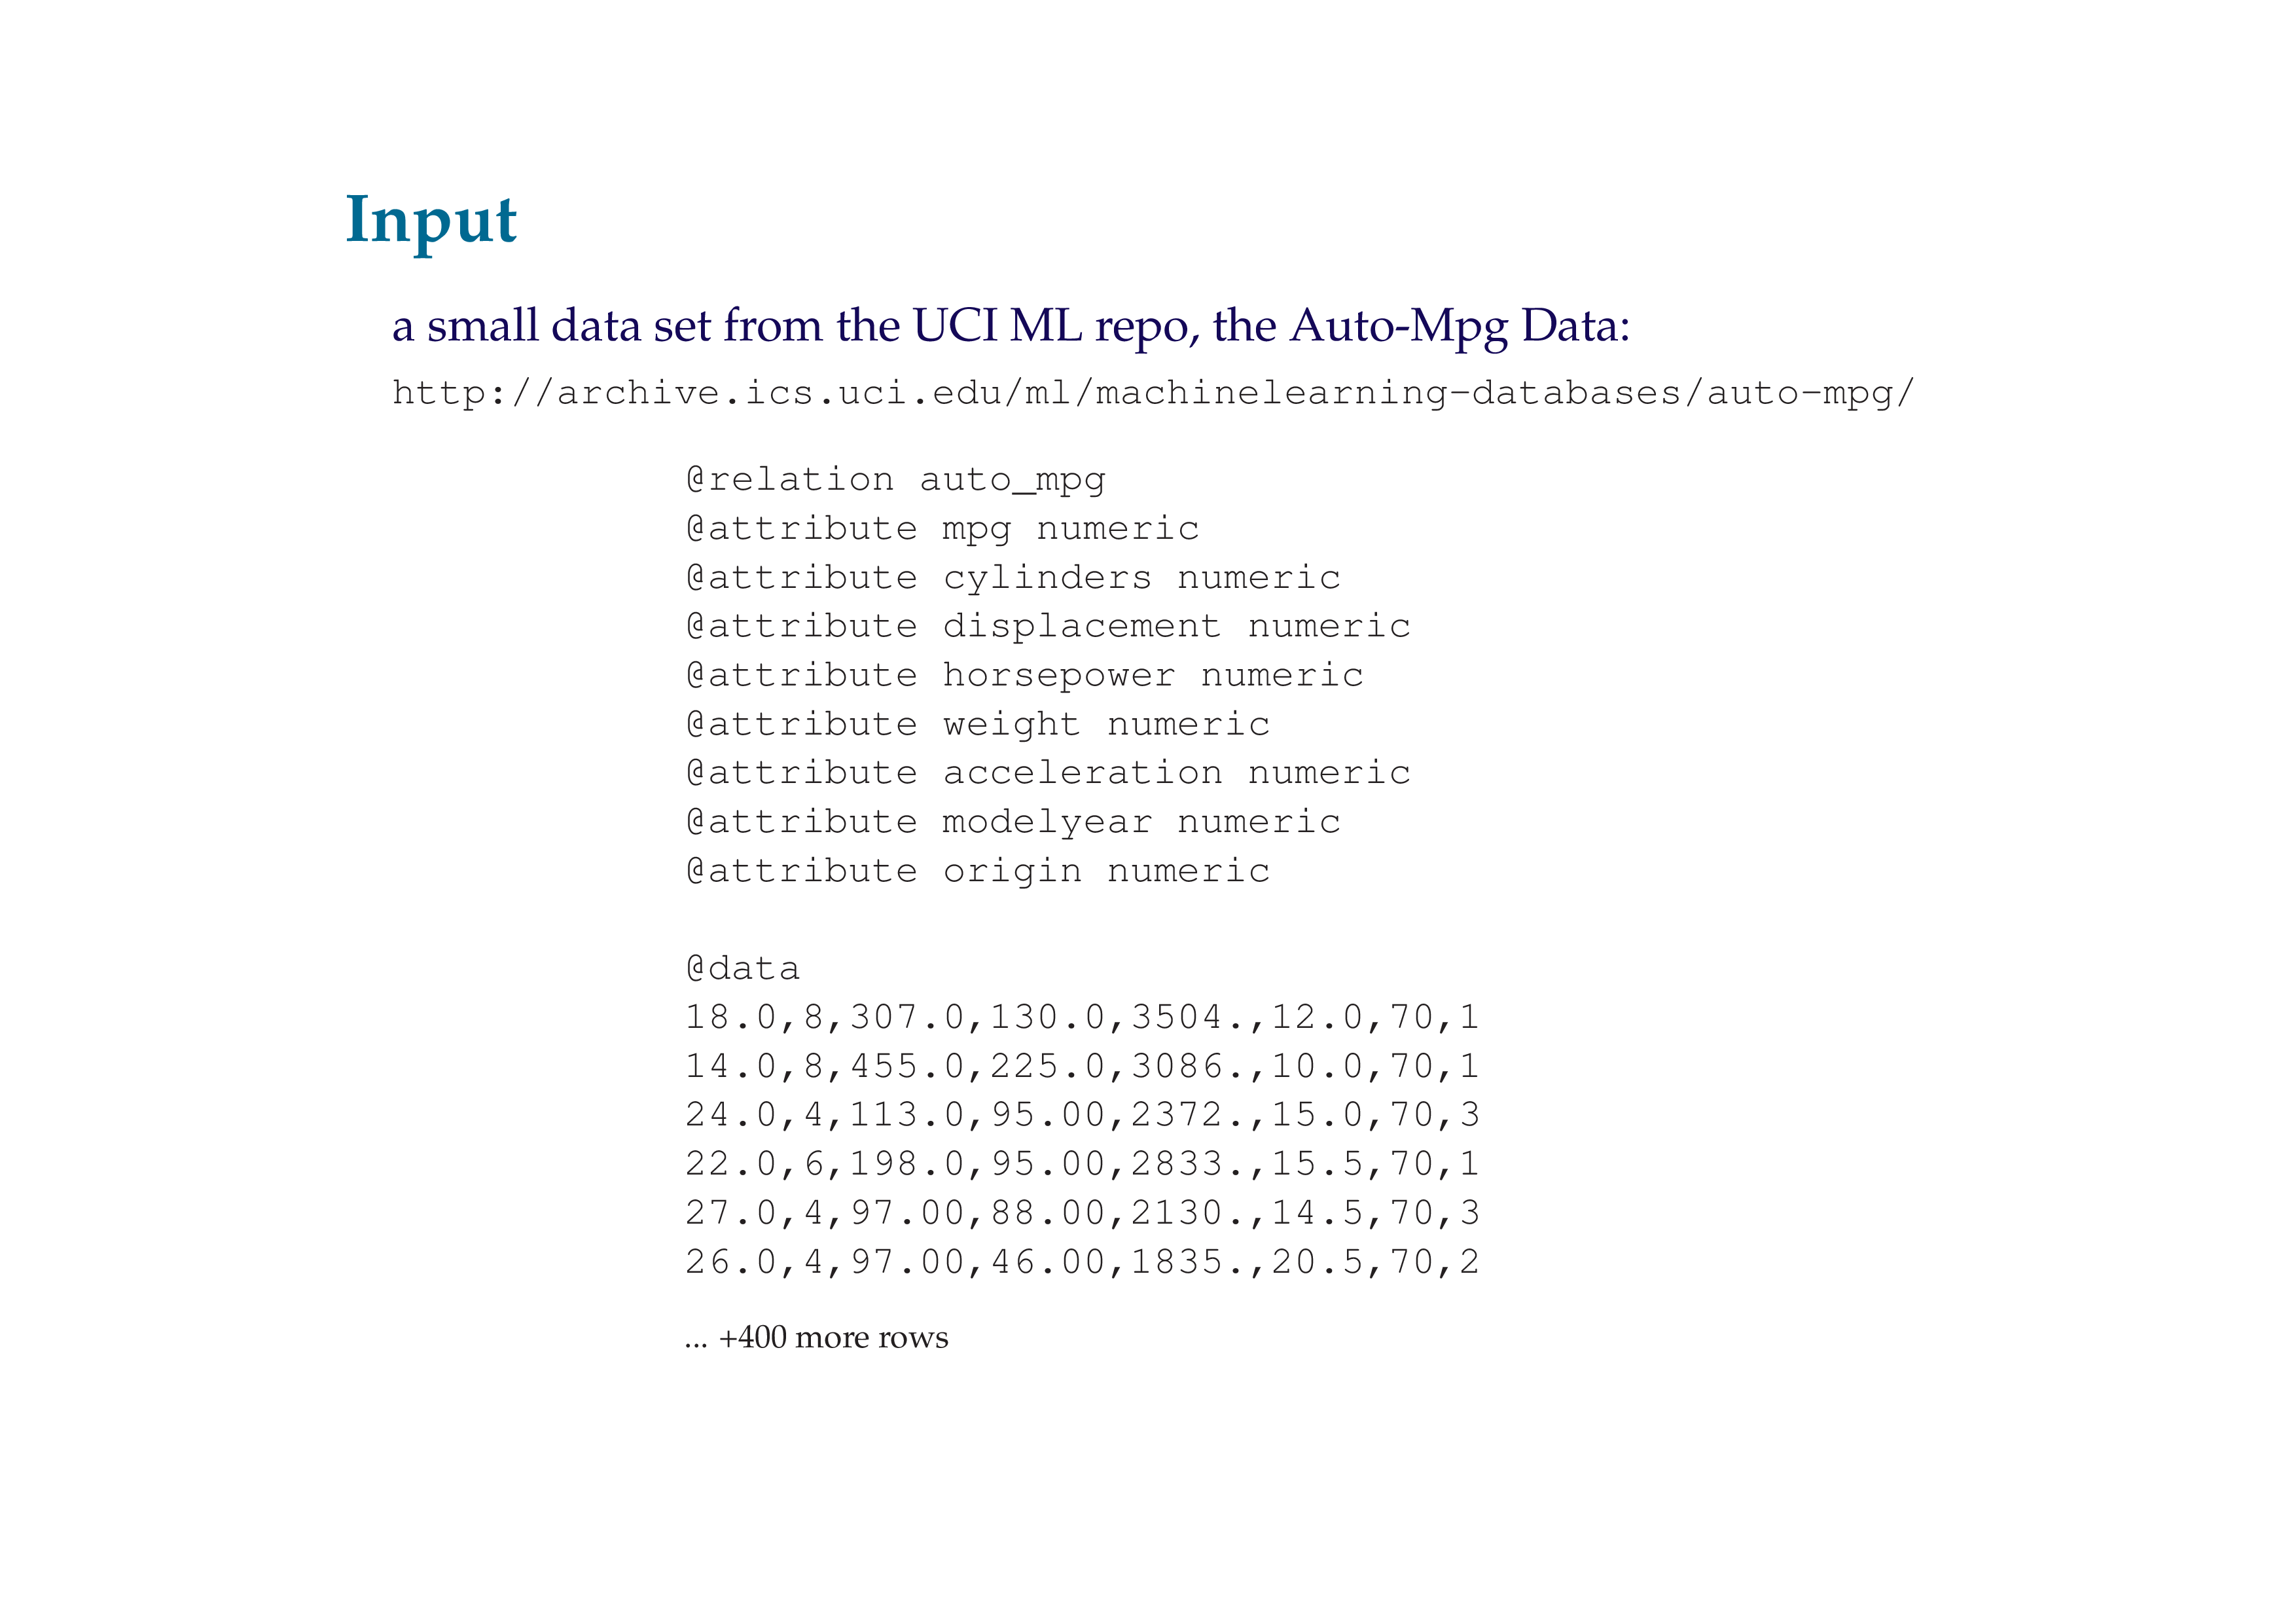 Input
a small data set from the UCI ML repo, the Auto-Mpg Data:
http://archive.ics.uci.edu/ml/machinelearning-databases/auto-mpg/
@relation auto_mpg
@attribute mpg numeric
@attribute cylinders numeric
@attribute displacement numeric
@attribute horsepower numeric
@attribute weight numeric
@attribute acceleration numeric
@attribute modelyear numeric
@attribute origin numeric
@data
18.0,8,307.0,130.0,3504.,12.0,70,1
14.0,8,455.0,225.0,3086.,10.0,70,1
24.0,4,113.0,95.00,2372.,15.0,70,3
22.0,6,198.0,95.00,2833.,15.5,70,1
27.0,4,97.00,88.00,2130.,14.5,70,3
26.0,4,97.00,46.00,1835.,20.5,70,2
... +400 more rows